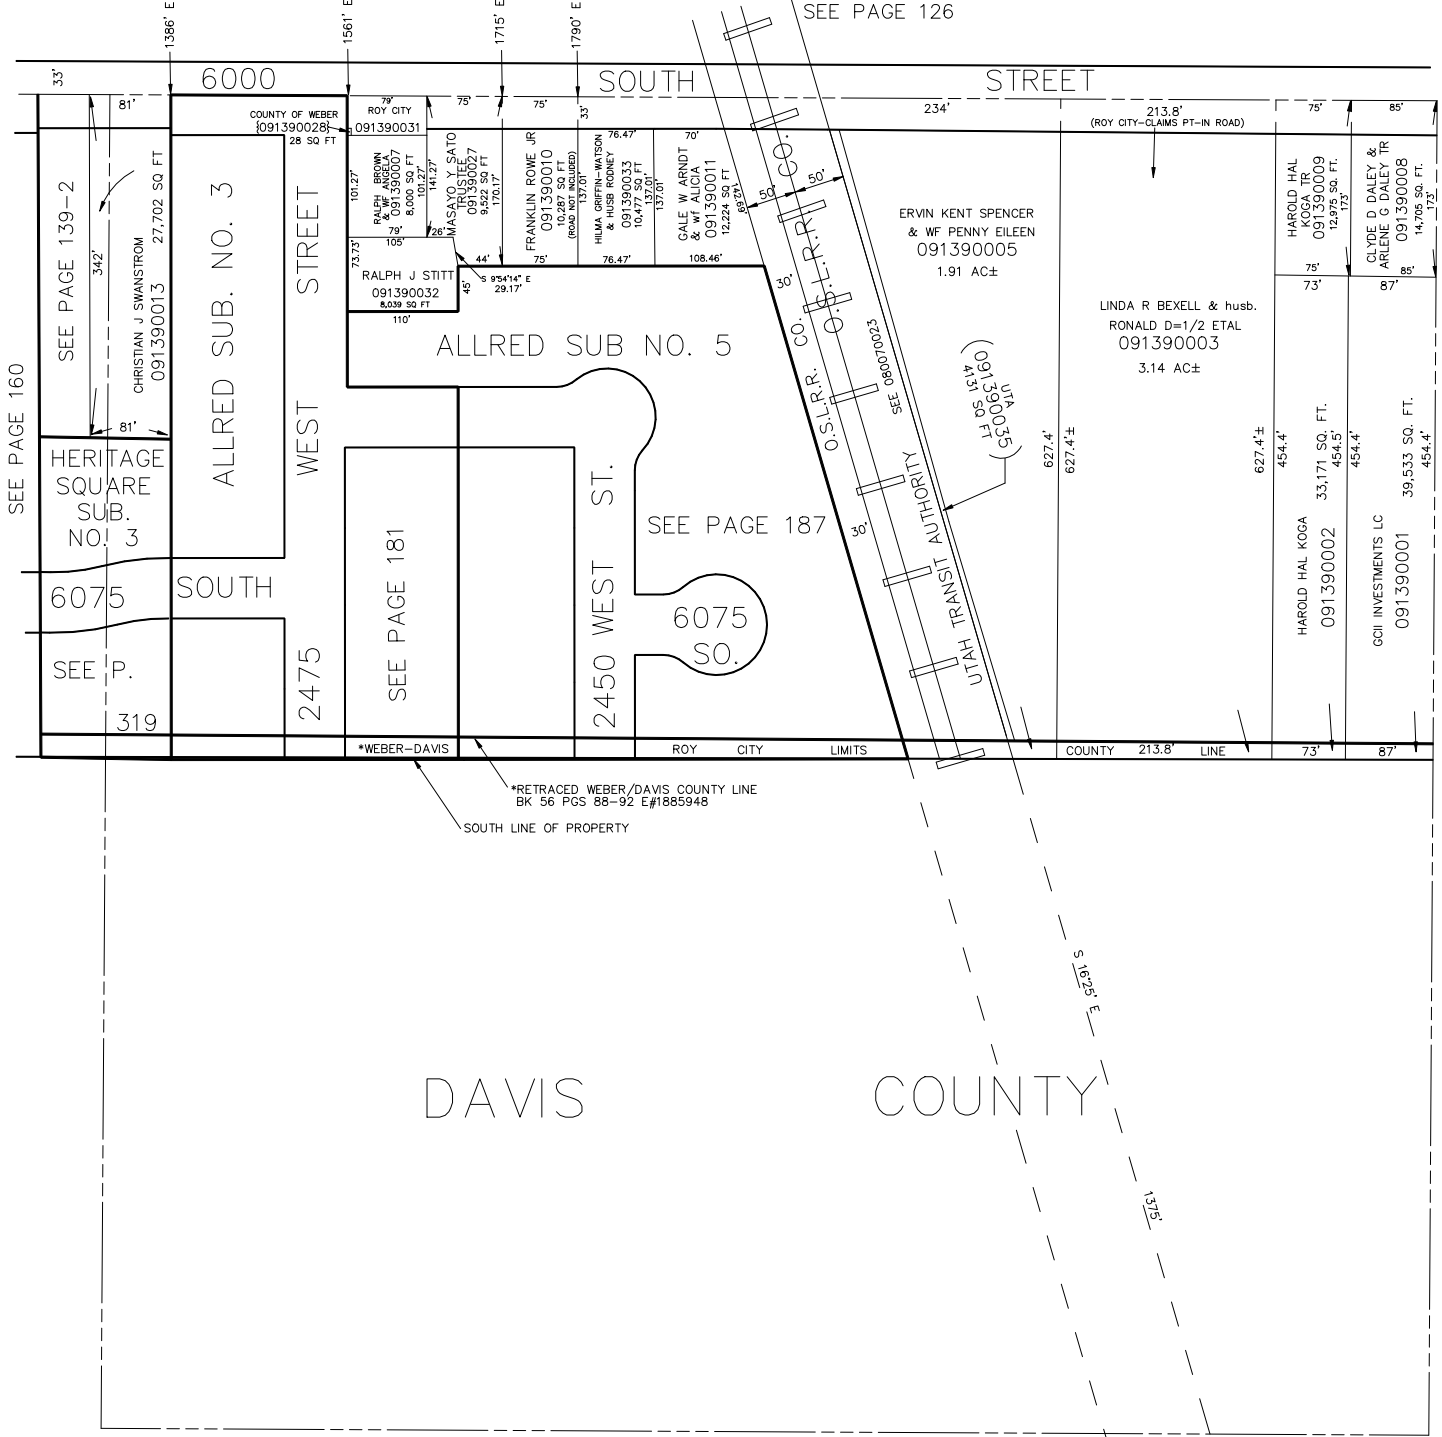 SEE PAGE 126
1386' E
1561' E
1715' E
1790' E
33'
6000
SOUTH
STREET
81'
COUNTY OF WEBER
{091390028}
28 SQ FT
79'
ROY CITY
091390031
75'
75'
33'
234'
213.8'
(ROY CITY-CLAIMS PT-IN ROAD)
75'
85'
SEE PAGE 160
SEE PAGE 139-2
342'
CHRISTIAN J SWANSTROM
091390013
27,702 SQ FT
81'
ALLRED SUB. NO. 3
STREET
WEST
2475
101.27'
RALPH BROWN
& WF ANGELA
091390007
8,000 SQ FT
101.27'
79'
141.27'
MASAYO Y SATO
TRUSTEE
091390027
9,522 SQ FT
170.17'
26'
44'
FRANKLIN ROWE JR
091390010
10,287 SQ FT
(ROAD NOT INCLUDED)
137.01'
75'
76.47'
HILMA GRIFFIN-WATSON
& HUSB RODNEY
091390033
10,477 SQ FT
137.01'
137.01'
76.47'
70'
GALE W ARNDT
& wf ALICIA
091390011
12,224 SQ FT
142.69'
108.46'
105'
73.73'
RALPH J STITT
091390032
8,039 SQ FT
45'
110'
S 9°54'14" E
29.17'
ALLRED SUB NO. 5
50'
50'
30'
30'
O.S.L.R.R. CO.
O.S.L.R.R. CO.
SEE 080070023
UTAH TRANSIT AUTHORITY
UTA
(091390035)
4131 SQ FT
ERVIN KENT SPENCER
& WF PENNY EILEEN
091390005
1.91 AC±
627.4'
627.4'±
LINDA R BEXELL & husb.
RONALD D=1/2 ETAL
091390003
3.14 AC±
627.4'±
HAROLD HAL
KOGA TR
091390009
12,975 SQ. FT.
173'
75'
73'
CLYDE D DALEY &
ARLENE G DALEY TR
091390008
14,705 SQ. FT.
173'
85'
87'
454.4'
HAROLD HAL KOGA
091390002
33,171 SQ. FT.
454.5'
454.4'
GCII INVESTMENTS LC
091390001
39,533 SQ. FT.
454.4'
HERITAGE
SQUARE
SUB.
NO. 3
6075
SOUTH
SEE P.
319
SEE PAGE 181
2450 WEST ST.
SEE PAGE 187
6075
SO.
*WEBER-DAVIS
ROY CITY LIMITS
COUNTY 213.8' LINE
73'
87'
*RETRACED WEBER/DAVIS COUNTY LINE
BK 56 PGS 88-92 E#1885948
SOUTH LINE OF PROPERTY
S 16°25' E
1375'
DAVIS COUNTY